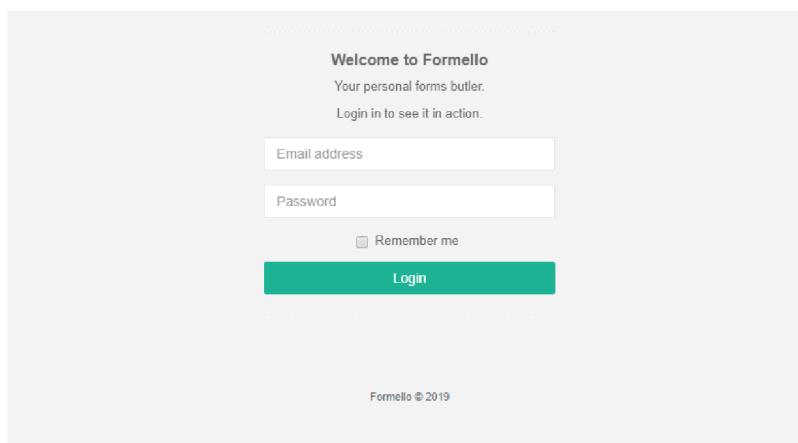 Welcome to Formello
Your personal forms butler.
Login in to see it in action.
Email address
Password
Remember me
Login
Formello © 2019